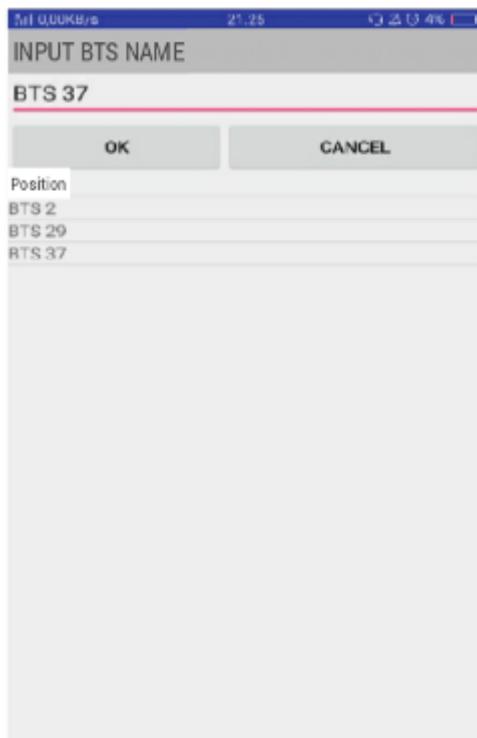 0,00KB/s 21.25 4%
INPUT BTS NAME
BTS 37
OK CANCEL
Position
BTS 2
BTS 29
BTS 37